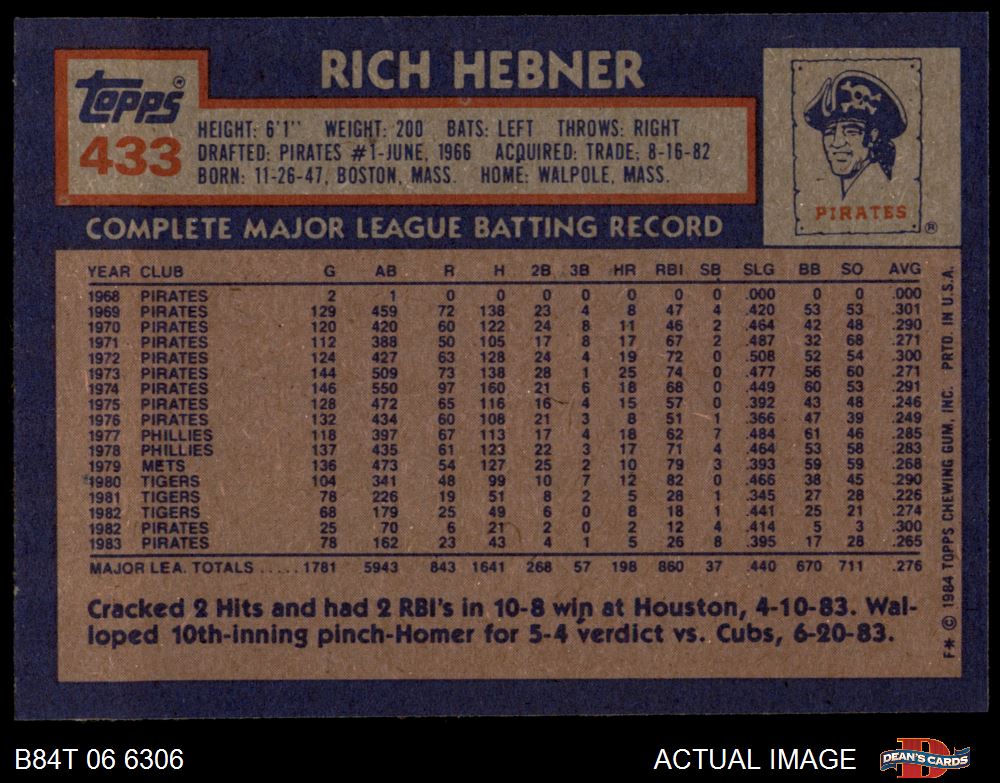 RICH HEBNER
Topps®
433
HEIGHT: 6'1" WEIGHT: 200 BATS: LEFT THROWS: RIGHT
DRAFTED: PIRATES #1-JUNE, 1966 ACQUIRED: TRADE; 8-16-82
BORN: 11-26-47, BOSTON, MASS. HOME: WALPOLE, MASS.
PIRATES ®
COMPLETE MAJOR LEAGUE BATTING RECORD
YEAR CLUB G AB R H 2B 3B HR RBI SB SLG BB SO AVG
1968 PIRATES 2 1 0 0 0 0 0 0 0 .000 0 0 .000
1969 PIRATES 129 459 72 138 23 4 8 47 4 .420 53 53 .301
1970 PIRATES 120 420 60 122 24 8 11 46 2 .464 42 48 .290
1971 PIRATES 112 388 50 105 17 8 17 67 2 .487 32 68 .271
1972 PIRATES 124 427 63 128 24 4 19 72 0 .508 52 54 .300
1973 PIRATES 144 509 73 138 28 1 25 74 0 .477 56 60 .271
1974 PIRATES 146 550 97 160 21 6 18 68 0 .449 60 53 .291
1975 PIRATES 128 472 65 116 16 4 15 57 0 .392 43 48 .246
1976 PIRATES 132 434 60 108 21 3 8 51 1 .366 47 39 .249
1977 PHILLIES 118 397 67 113 17 4 18 62 7 .484 61 46 .285
1978 PHILLIES 137 435 61 123 22 3 17 71 4 .464 53 58 .283
1979 METS 136 473 54 127 25 2 10 79 3 .393 59 59 .268
1980 TIGERS 104 341 48 99 10 7 12 82 0 .466 38 45 .290
1981 TIGERS 78 226 19 51 8 2 5 28 1 .345 27 28 .226
1982 TIGERS 68 179 25 49 6 0 8 18 1 .441 25 21 .274
1982 PIRATES 25 70 6 21 2 0 2 12 4 .414 5 3 .300
1983 PIRATES 78 162 23 43 4 1 5 26 8 .395 17 28 .265
MAJOR LEA. TOTALS ..... 1781 5943 843 1641 268 57 198 860 37 .440 670 711 .276
Cracked 2 Hits and had 2 RBI's in 10-8 win at Houston, 4-10-83. Wal-
loped 10th-inning pinch-Homer for 5-4 verdict vs. Cubs, 6-20-83.
F* © 1984 TOPPS CHEWING GUM, INC. PRTD. IN U.S.A.
B84T 06 6306
ACTUAL IMAGE
DEAN'S CARDS